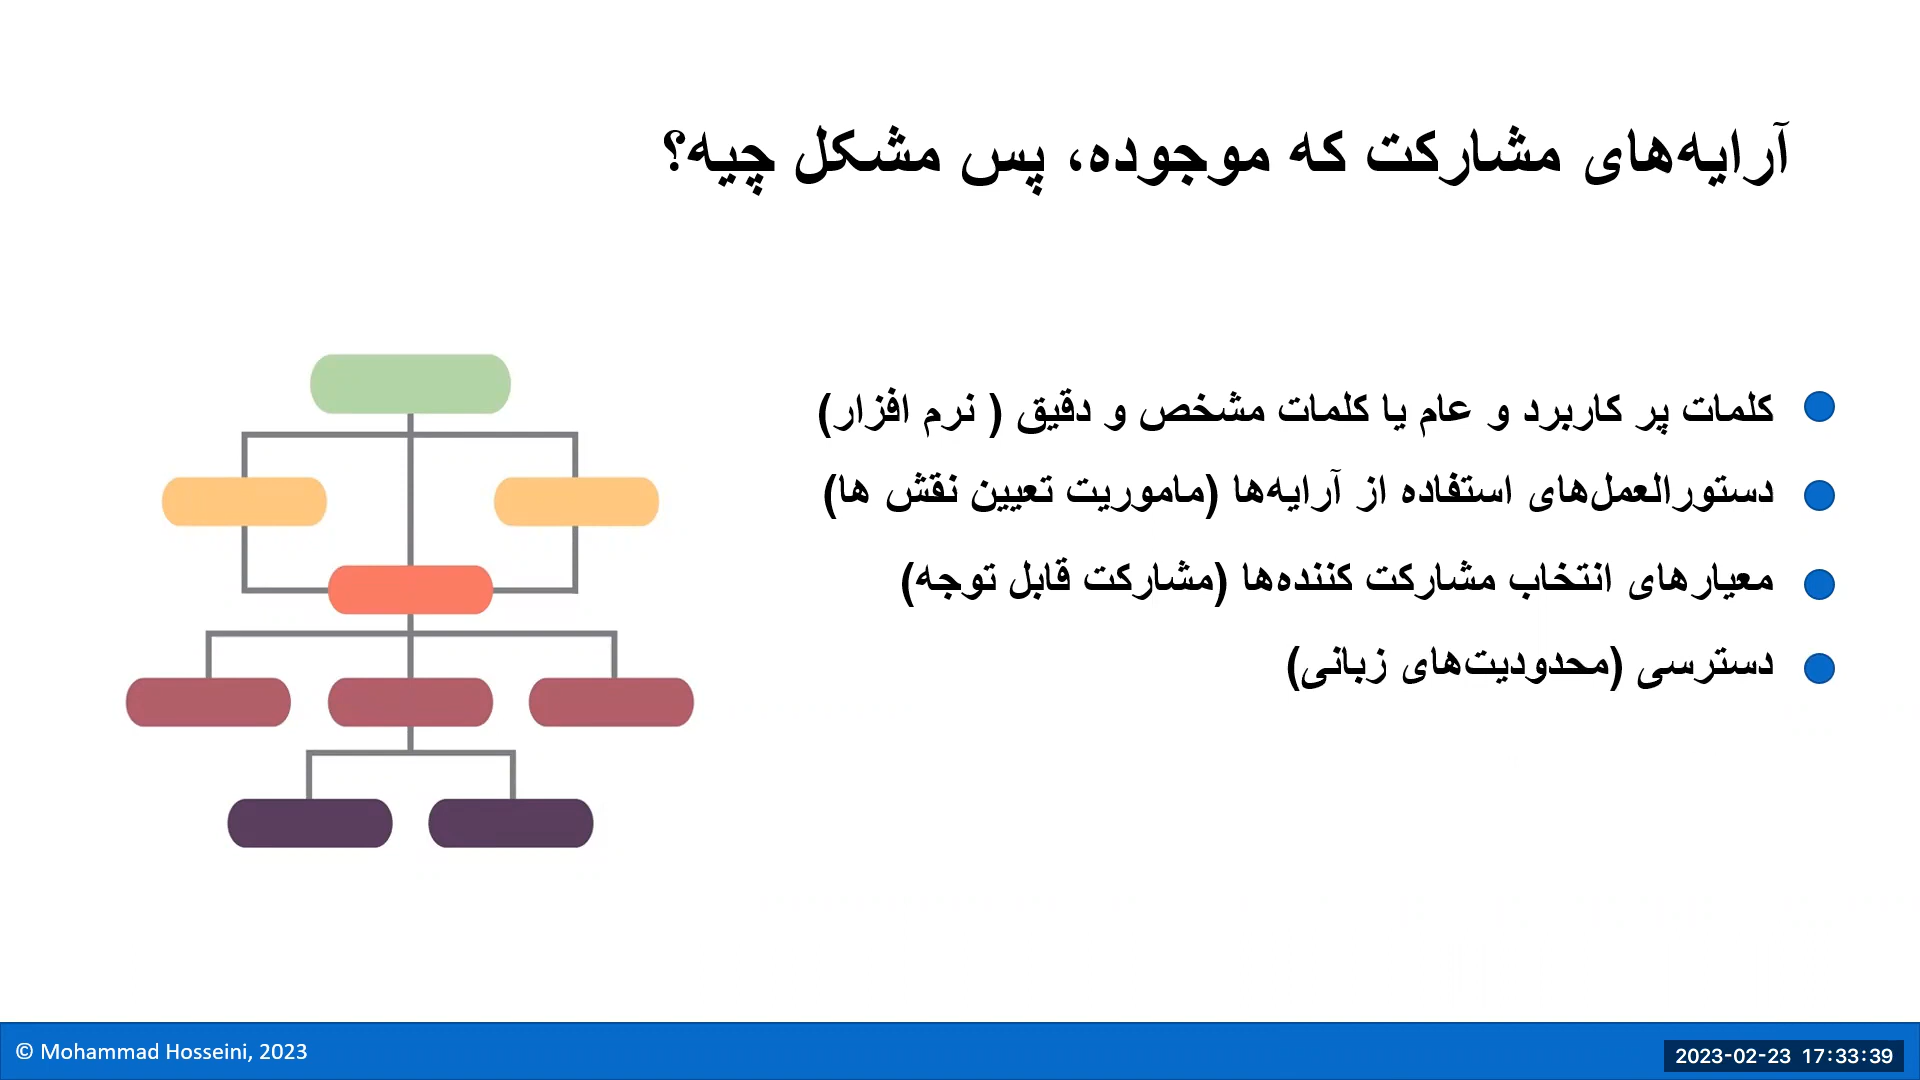 آرایه‌های مشارکت که موجوده، پس مشکل چیه؟
کلمات پر کاربرد و عام یا کلمات مشخص و دقیق ( نرم افزار)
دستورالعمل‌های استفاده از آرایه‌ها (ماموریت تعیین نقش ها)
معیارهای انتخاب مشارکت کننده‌ها (مشارکت قابل توجه)
دسترسی (محدودیت‌های زبانی)
© Mohammad Hosseini, 2023
2023-02-23 17:33:39